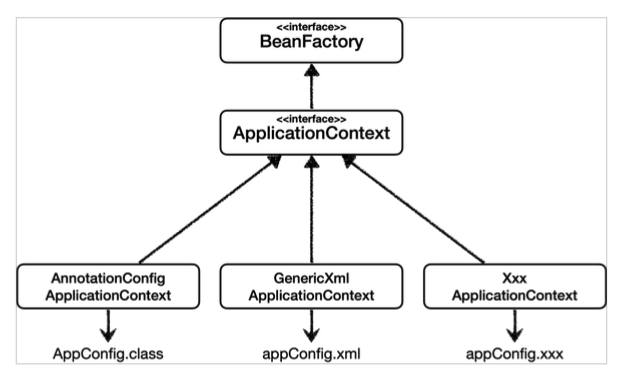 <<interface>>
BeanFactory
<<interface>>
ApplicationContext
AnnotationConfig
ApplicationContext
GenericXml
ApplicationContext
Xxx
ApplicationContext
AppConfig.class
appConfig.xml
appConfig.xxx